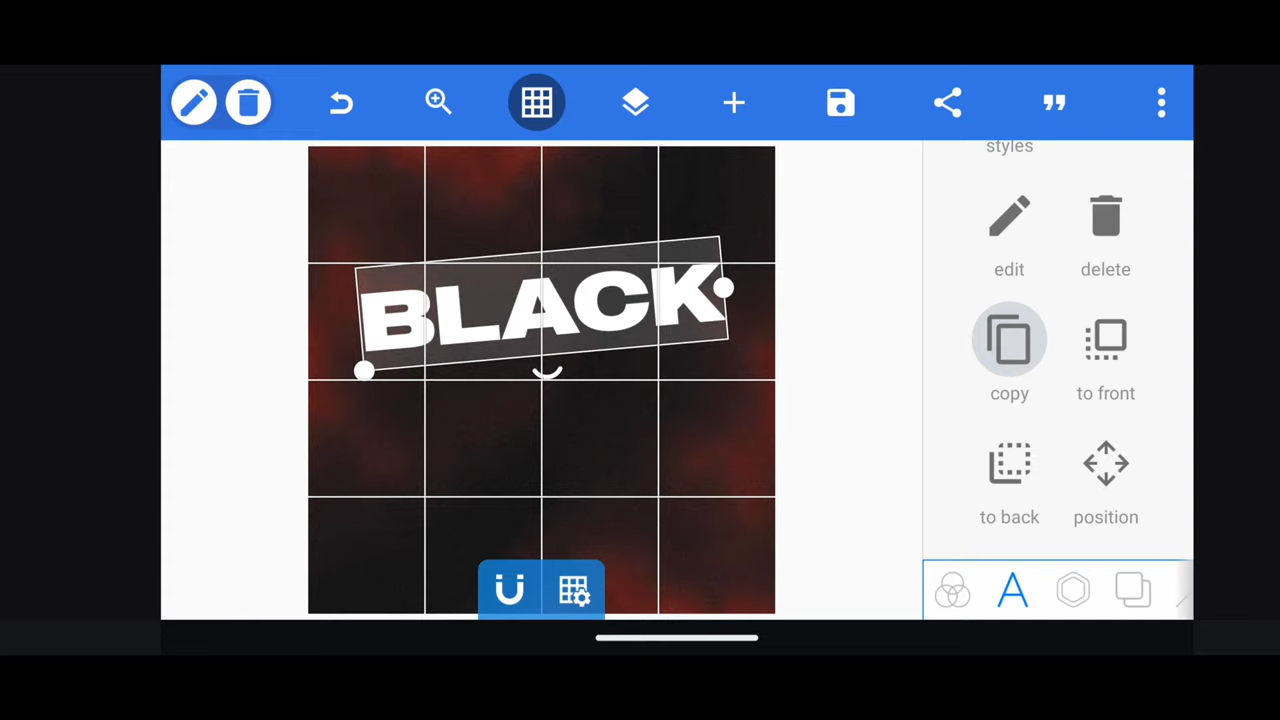 styles
BLACK
edit
delete
copy
to front
to back
position